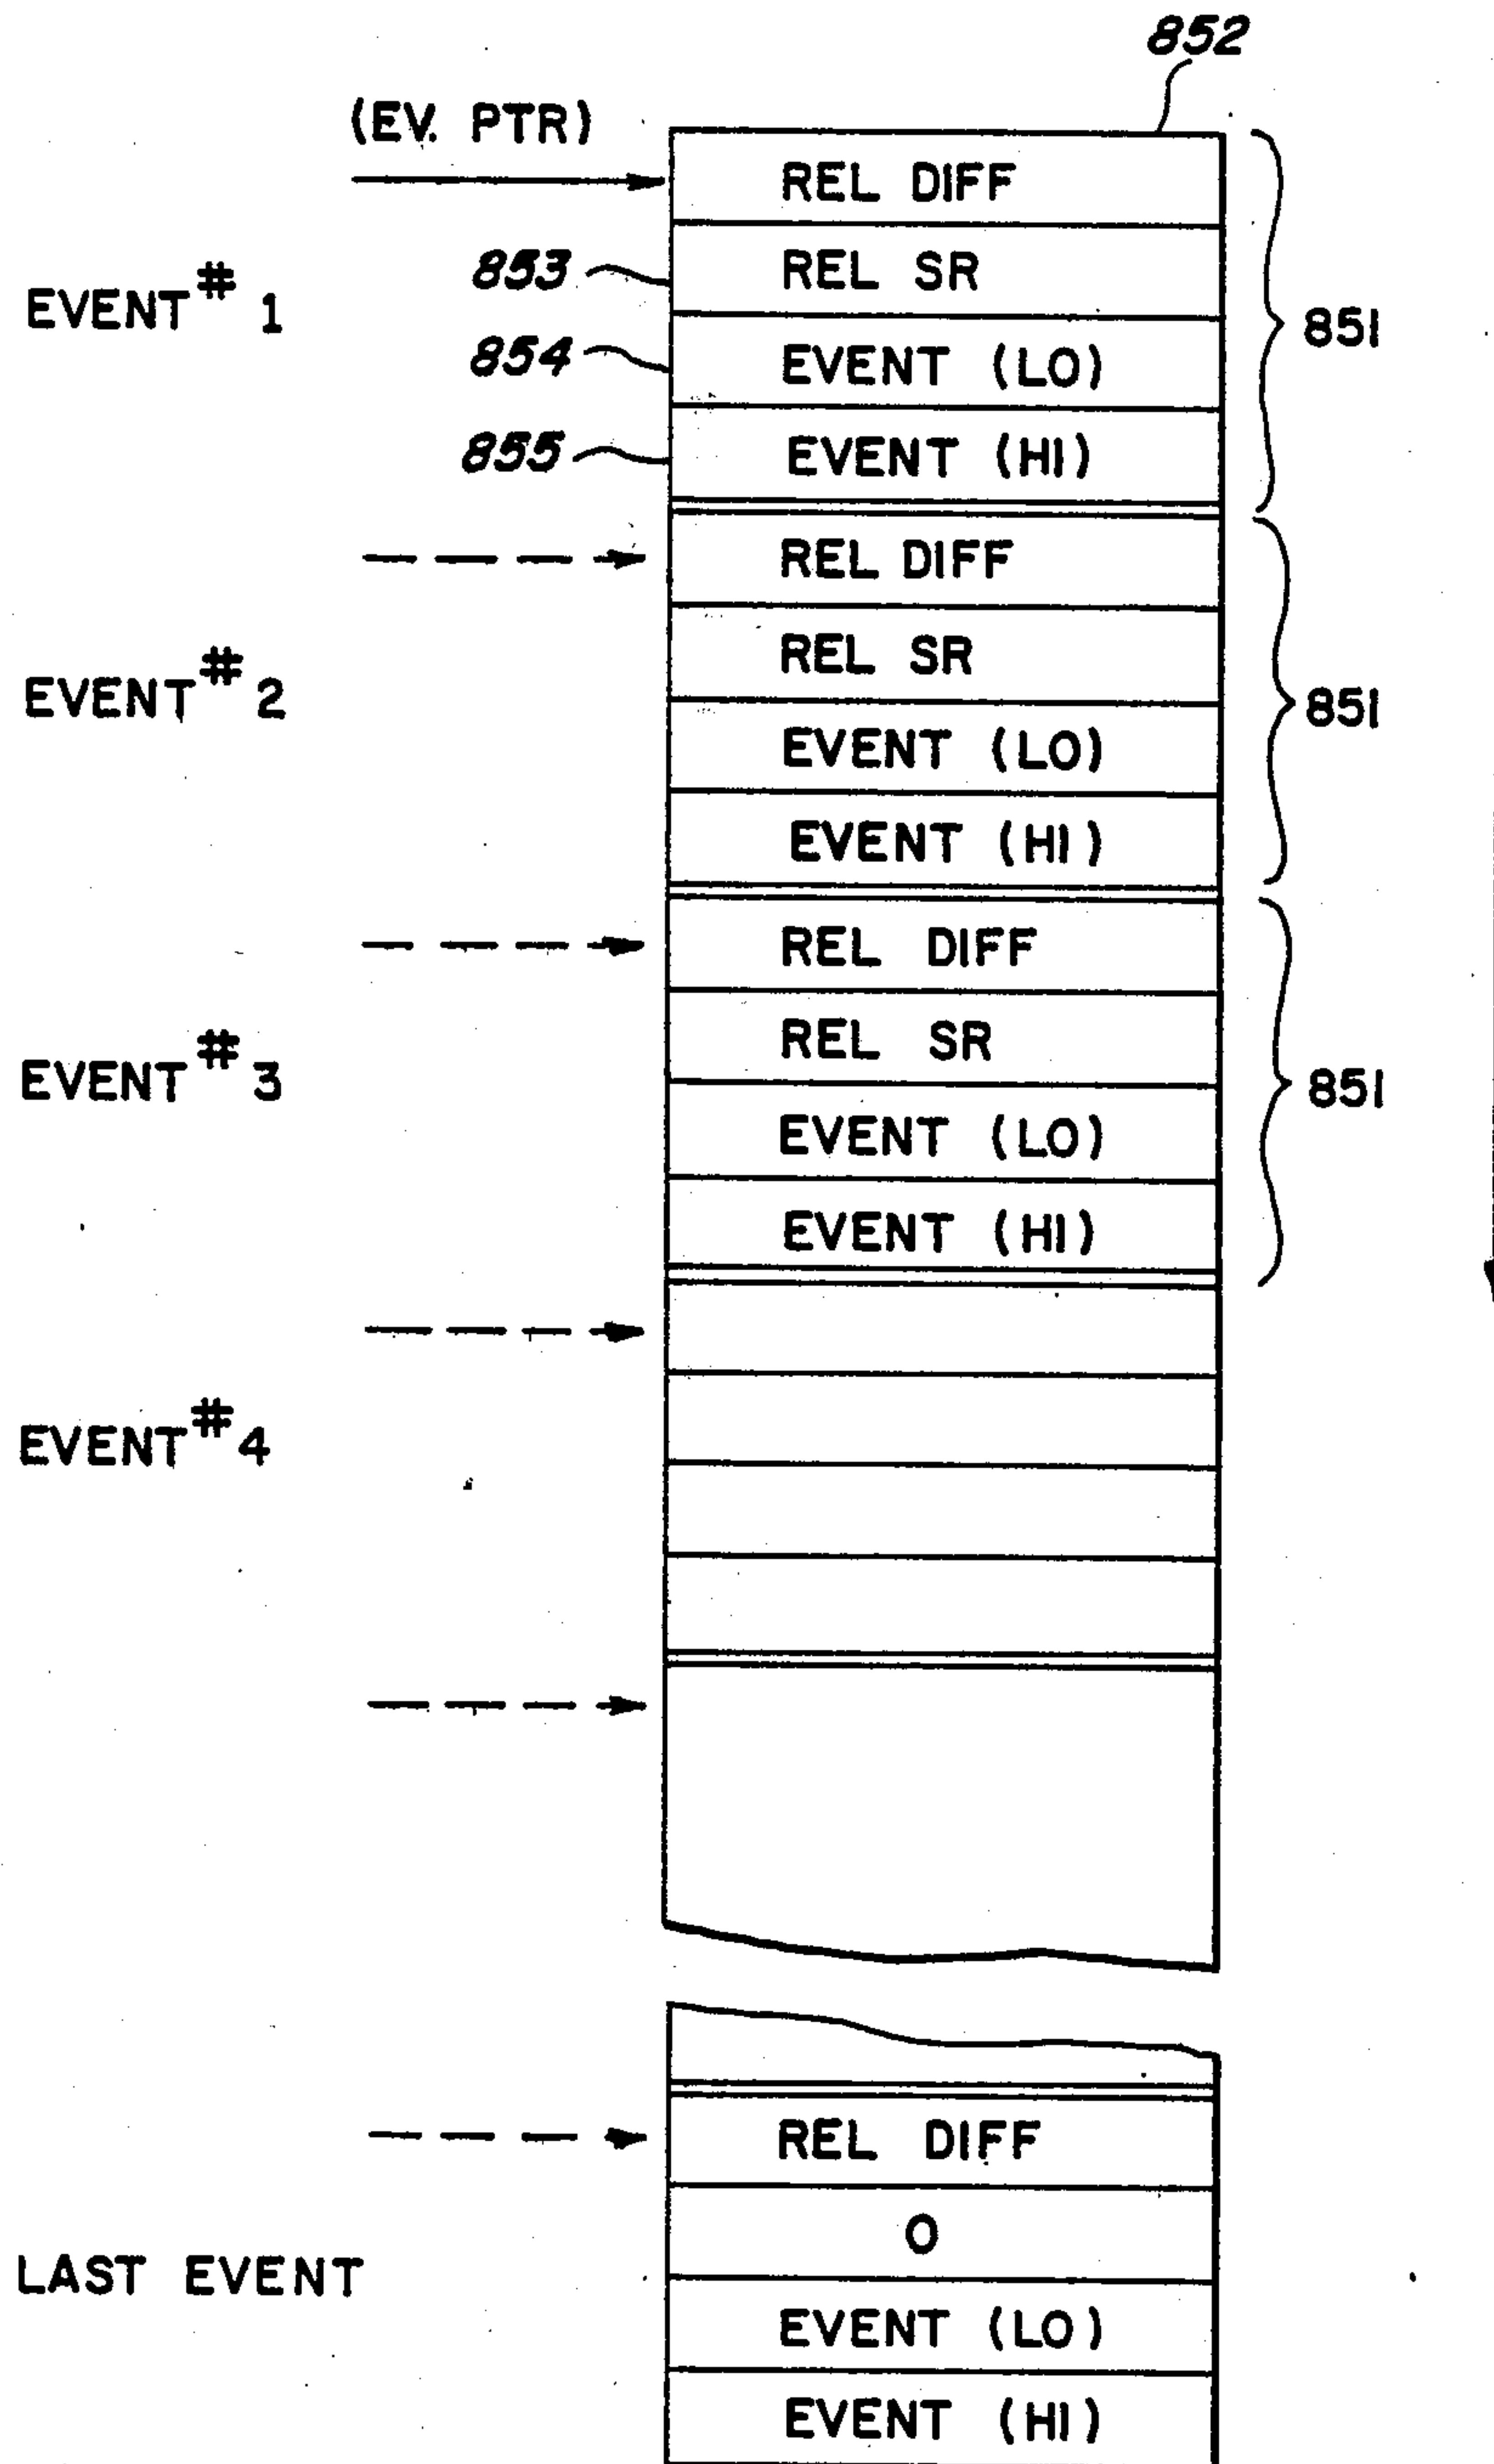 852
(EV. PTR)
REL DIFF
853 REL SR
EVENT # 1
851
854 EVENT (LO)
855 EVENT (HI)
REL DIFF
REL SR
EVENT # 2
851
EVENT (LO)
EVENT (HI)
REL DIFF
REL SR
EVENT # 3
851
EVENT (LO)
EVENT (HI)
EVENT # 4
REL DIFF
0
LAST EVENT
EVENT (LO)
EVENT (HI)